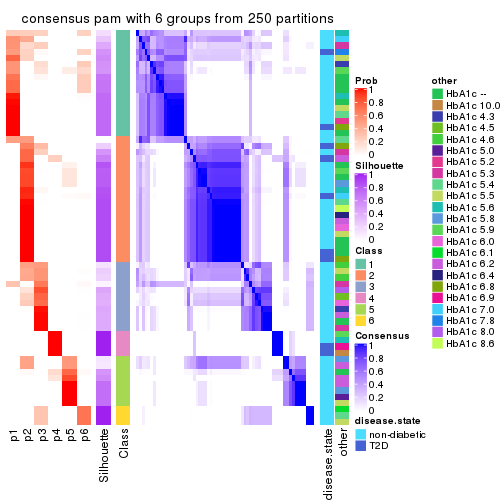 consensus pam with 6 groups from 250 partitions
p1
p2
p3
p4
p5
p6
Silhouette
Class
disease.state
other
Prob
1
0.8
0.6
0.4
0.2
0
Silhouette
1
0.8
0.6
0.4
0.2
0
Class
1
2
3
4
5
6
Consensus
1
0.8
0.6
0.4
0.2
0
disease.state
non-diabetic
T2D
other
HbA1c --
HbA1c 10.0
HbA1c 4.3
HbA1c 4.5
HbA1c 4.6
HbA1c 5.0
HbA1c 5.2
HbA1c 5.3
HbA1c 5.4
HbA1c 5.5
HbA1c 5.6
HbA1c 5.8
HbA1c 5.9
HbA1c 6.0
HbA1c 6.1
HbA1c 6.2
HbA1c 6.4
HbA1c 6.8
HbA1c 6.9
HbA1c 7.0
HbA1c 7.8
HbA1c 8.0
HbA1c 8.6